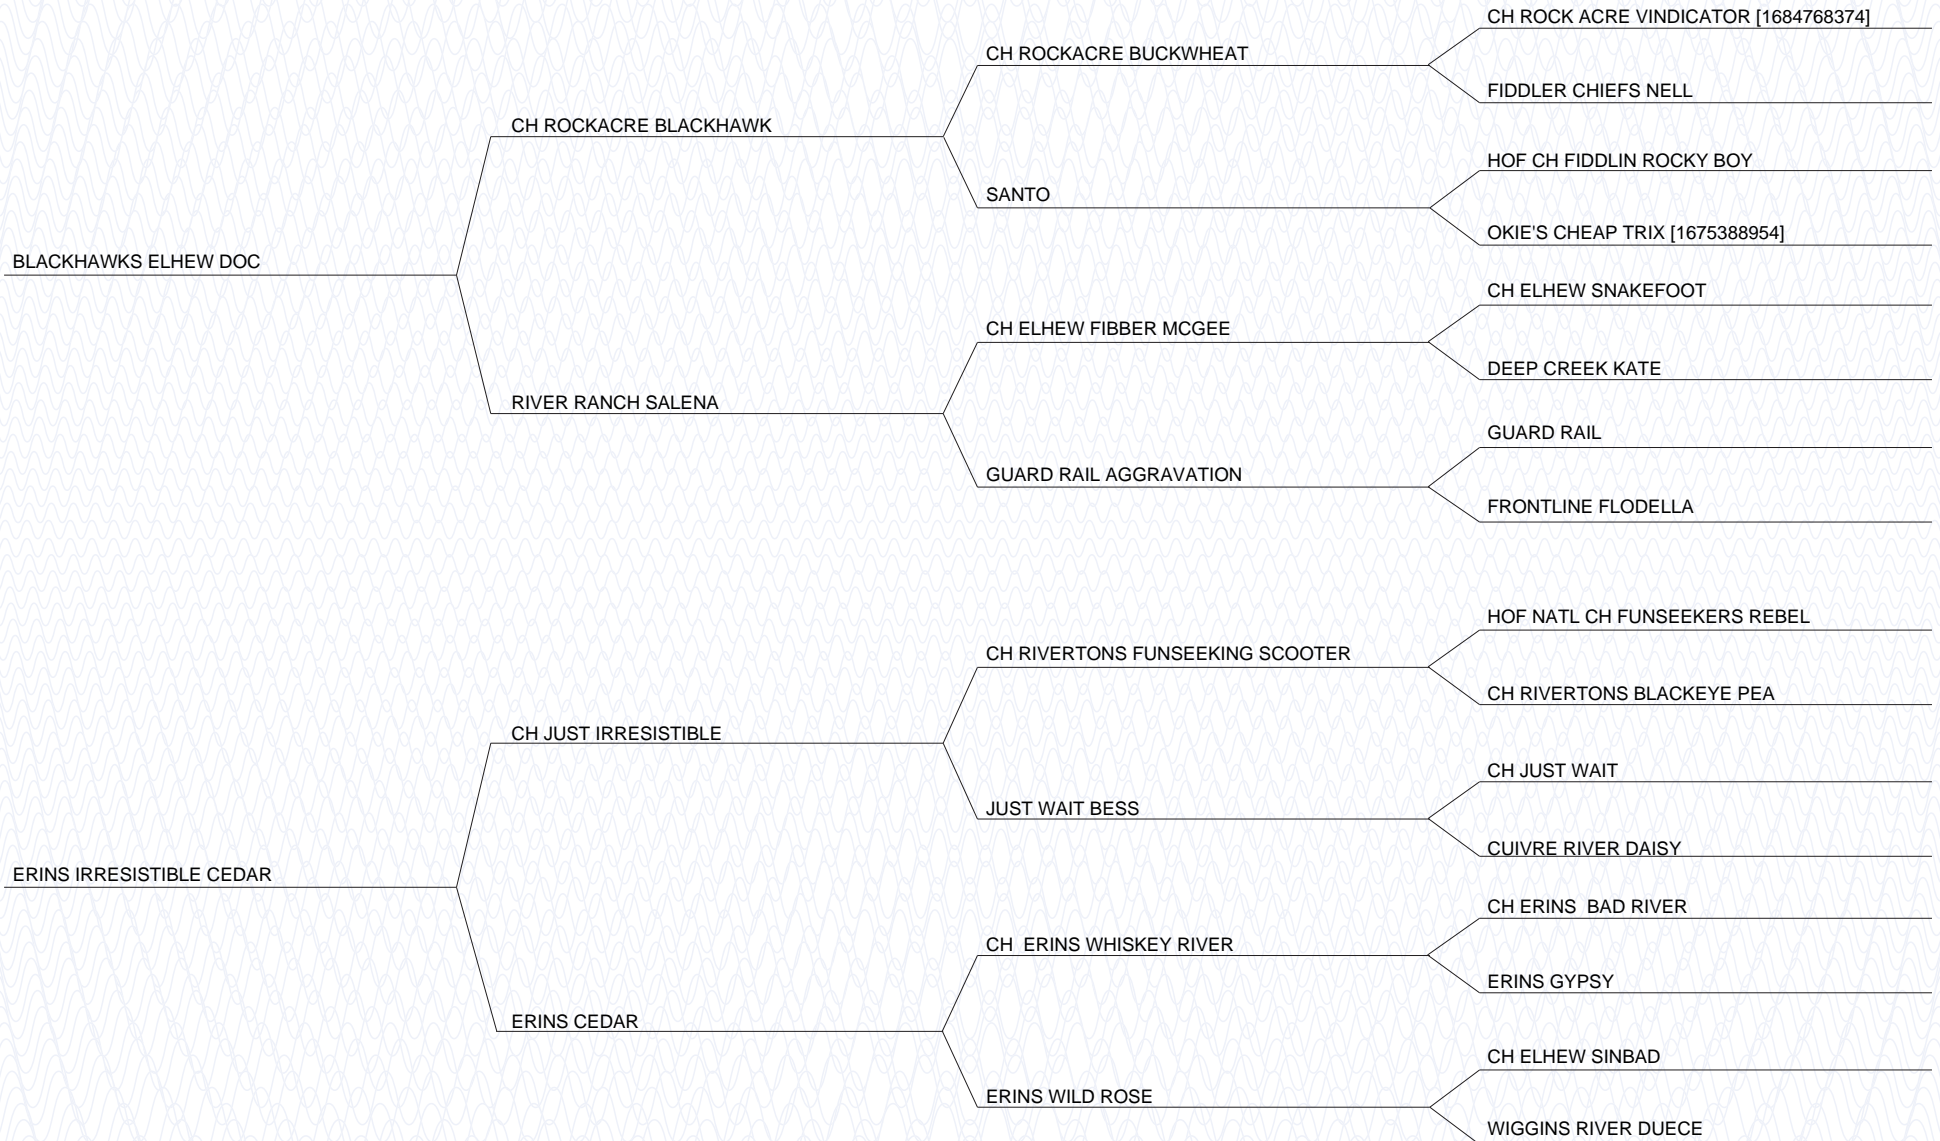 CH ROCK ACRE VINDICATOR [1684768374]
CH ROCKACRE BUCKWHEAT
FIDDLER CHIEFS NELL
CH ROCKACRE BLACKHAWK
HOF CH FIDDLIN ROCKY BOY
SANTO
OKIE'S CHEAP TRIX [1675388954]
BLACKHAWKS ELHEW DOC
CH ELHEW SNAKEFOOT
CH ELHEW FIBBER MCGEE
DEEP CREEK KATE
RIVER RANCH SALENA
GUARD RAIL
GUARD RAIL AGGRAVATION
FRONTLINE FLODELLA
HOF NATL CH FUNSEEKERS REBEL
CH RIVERTONS FUNSEEKING SCOOTER
CH RIVERTONS BLACKEYE PEA
CH JUST IRRESISTIBLE
CH JUST WAIT
JUST WAIT BESS
CUIVRE RIVER DAISY
ERINS IRRESISTIBLE CEDAR
CH ERINS  BAD RIVER
CH  ERINS WHISKEY RIVER
ERINS GYPSY
ERINS CEDAR
CH ELHEW SINBAD
ERINS WILD ROSE
WIGGINS RIVER DUECE